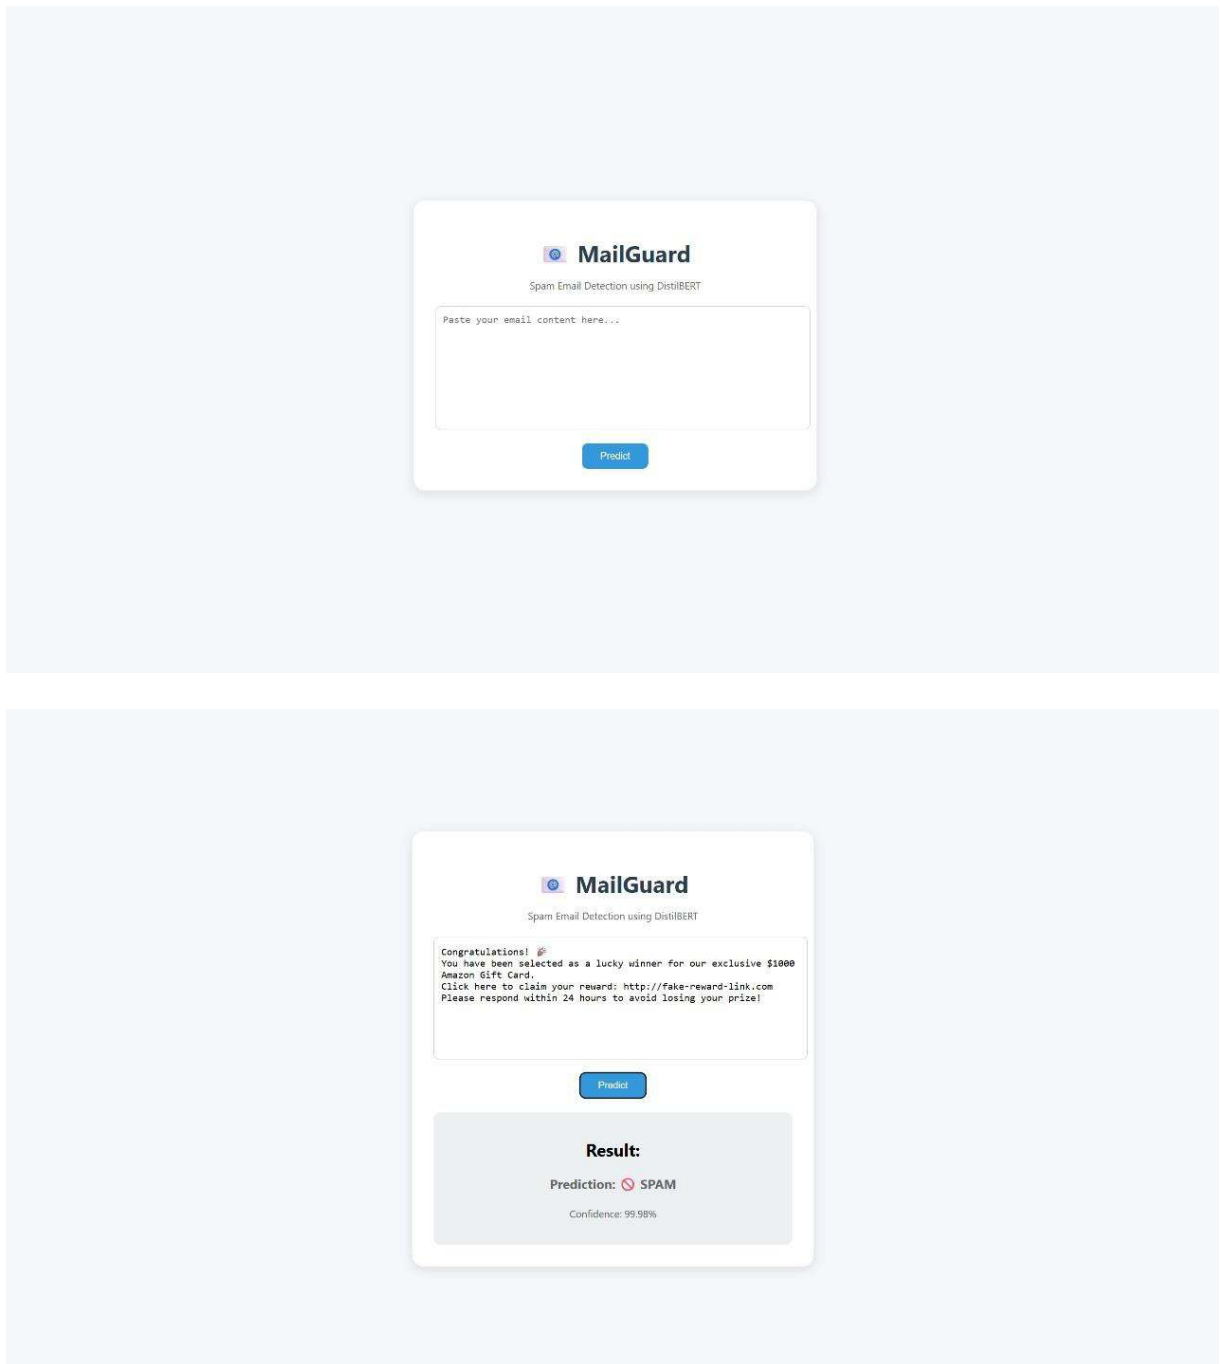 MailGuard
Spam Email Detection using DistilBERT
Paste your email content here...
Predict
MailGuard
Spam Email Detection using DistilBERT
Congratulations! 🎉
You have been selected as a lucky winner for our exclusive $1000
Amazon Gift Card.
Click here to claim your reward: http://fake-reward-link.com
Please respond within 24 hours to avoid losing your prize!
Predict
Result:
Prediction: 🚫 SPAM
Confidence: 99.98%